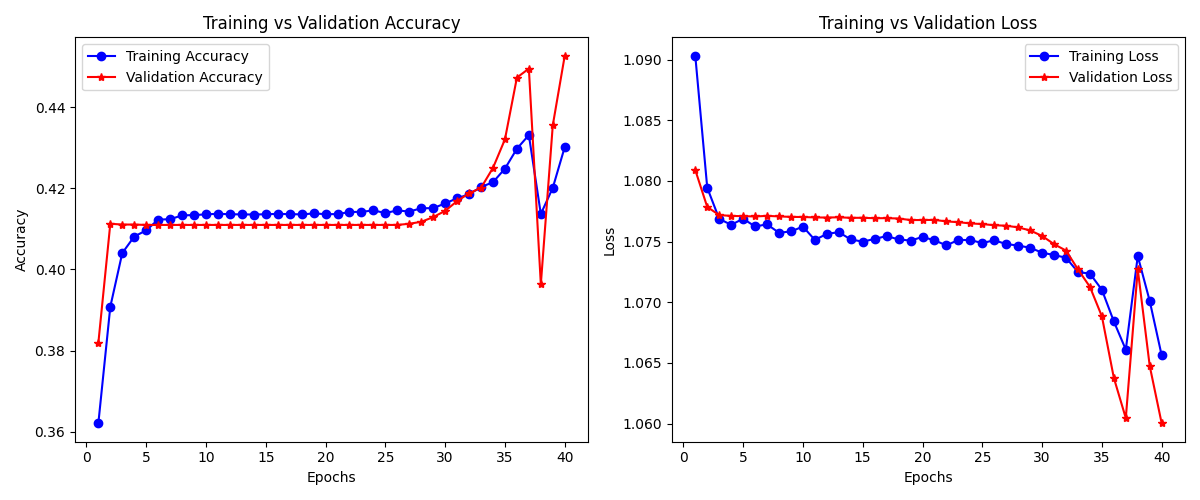 Training vs Validation Accuracy
Training Accuracy
Validation Accuracy
0.44
0.42
0.40
0.38
0.36
Accuracy
0 5 10 15 20 25 30 35 40
Epochs
Training vs Validation Loss
Training Loss
Validation Loss
1.090
1.085
1.080
1.075
1.070
1.065
1.060
Loss
0 5 10 15 20 25 30 35 40
Epochs